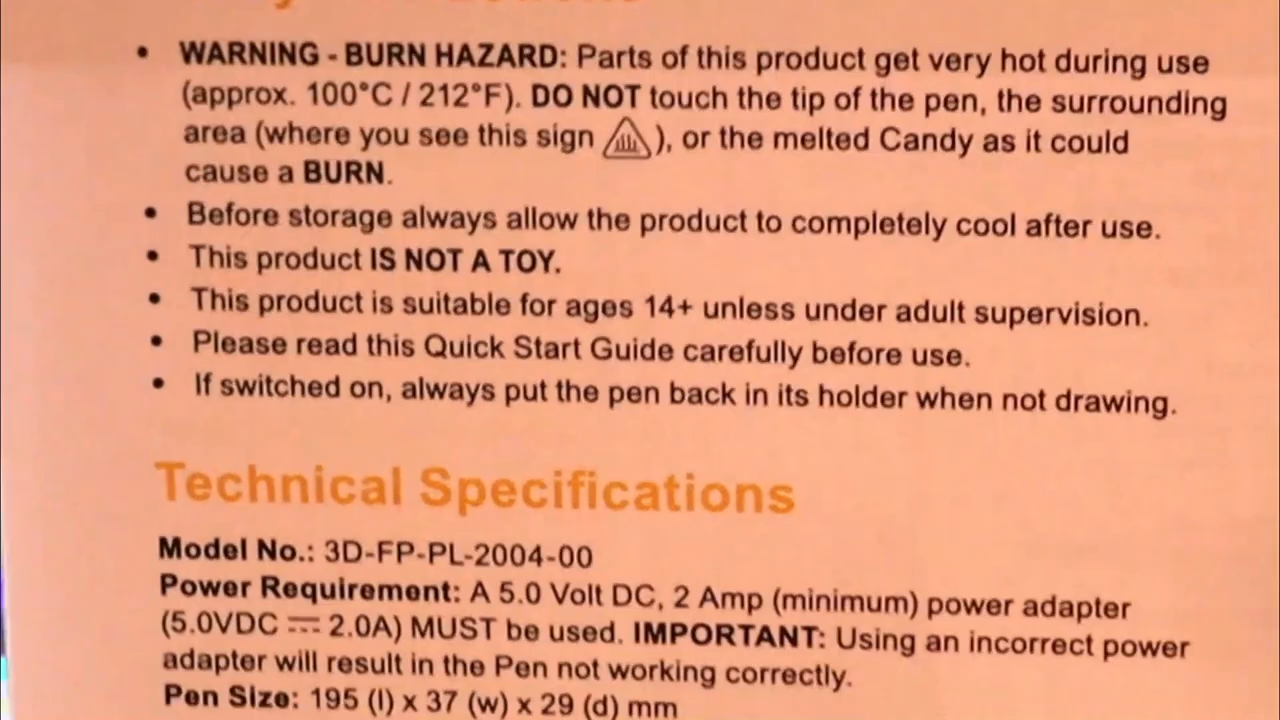 • WARNING - BURN HAZARD: Parts of this product get very hot during use
(approx. 100°C / 212°F). DO NOT touch the tip of the pen, the surrounding
area (where you see this sign ), or the melted Candy as it could
cause a BURN.
• Before storage always allow the product to completely cool after use.
• This product IS NOT A TOY.
• This product is suitable for ages 14+ unless under adult supervision.
• Please read this Quick Start Guide carefully before use.
• If switched on, always put the pen back in its holder when not drawing.
Technical Specifications
Model No.: 3D-FP-PL-2004-00
Power Requirement: A 5.0 Volt DC, 2 Amp (minimum) power adapter
(5.0VDC ⎓ 2.0A) MUST be used. IMPORTANT: Using an incorrect power
adapter will result in the Pen not working correctly.
Pen Size: 195 (l) x 37 (w) x 29 (d) mm